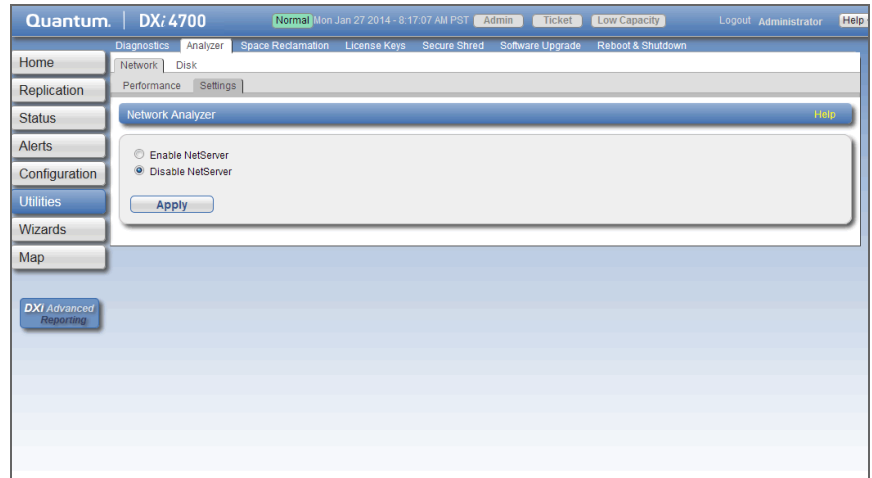 Quantum. DXi 4700 Normal Mon Jan 27 2014 - 8:17:07 AM PST Admin Ticket Low Capacity Logout Administrator Help
Diagnostics Analyzer Space Reclamation License Keys Secure Shred Software Upgrade Reboot & Shutdown
Home
Network Disk
Replication
Performance Settings
Status
Network Analyzer Help
Alerts
Enable NetServer
Configuration
Disable NetServer
Utilities
Apply
Wizards
Map
DXi Advanced
Reporting